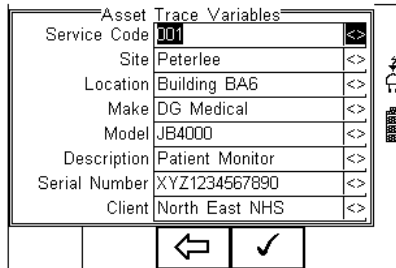 Asset Trace Variables
Service Code 001 <>
Site Peterlee <>
Location Building BA6 <>
Make DG Medical <>
Model JB4000 <>
Description Patient Monitor <>
Serial Number XYZ1234567890 <>
Client North East NHS <>